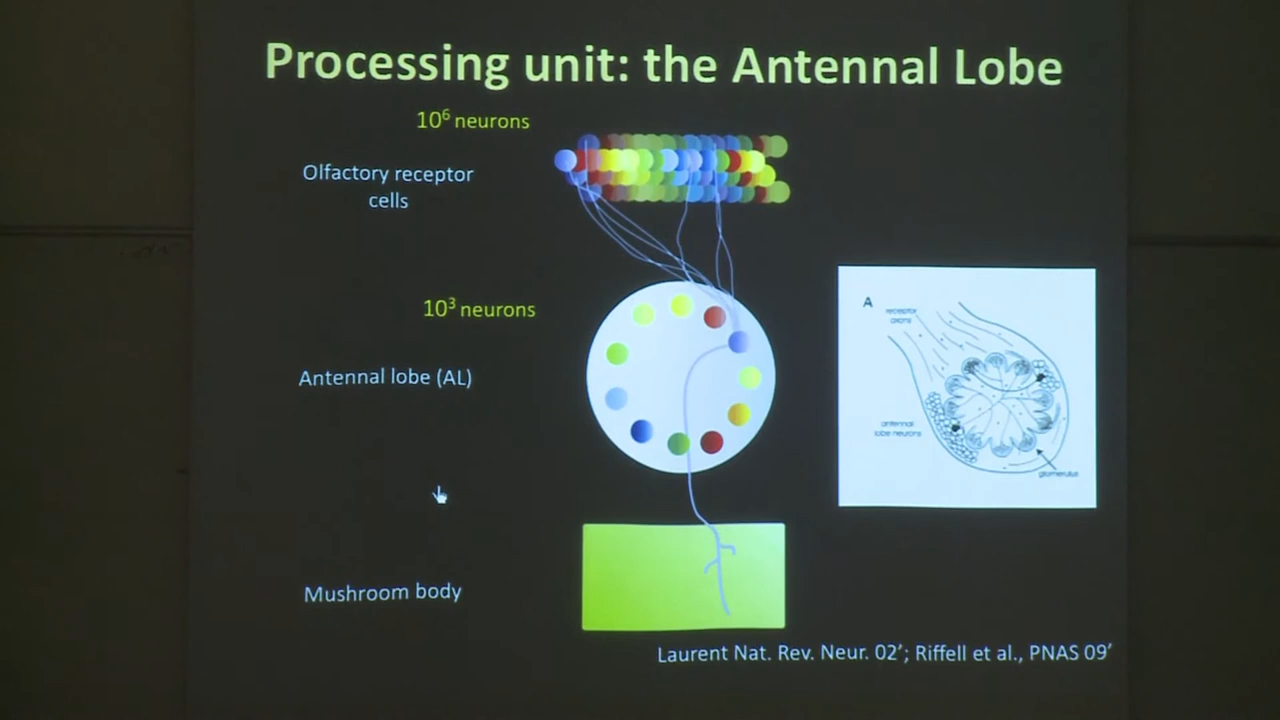 Processing unit: the Antennal Lobe
10⁶ neurons
Olfactory receptor
cells
10³ neurons
Antennal lobe (AL)
Mushroom body
A
receptor
axons
antennal
lobe neurons
glomerulus
Laurent Nat. Rev. Neur. 02’; Riffell et al., PNAS 09’